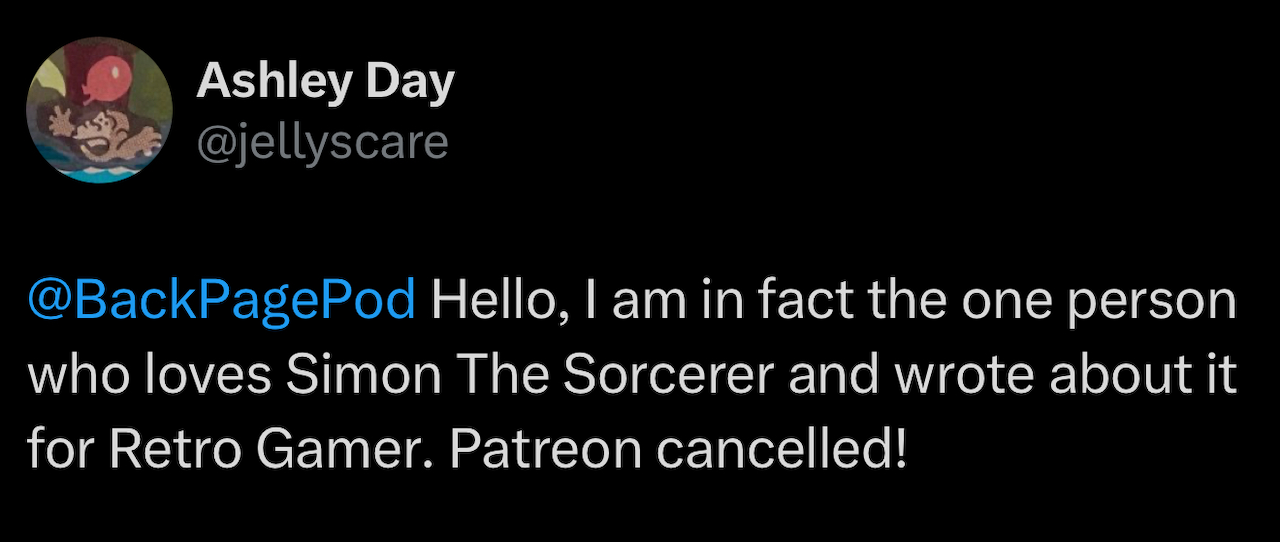 Ashley Day
@jellyscare
@BackPagePod Hello, I am in fact the one person
who loves Simon The Sorcerer and wrote about it
for Retro Gamer. Patreon cancelled!